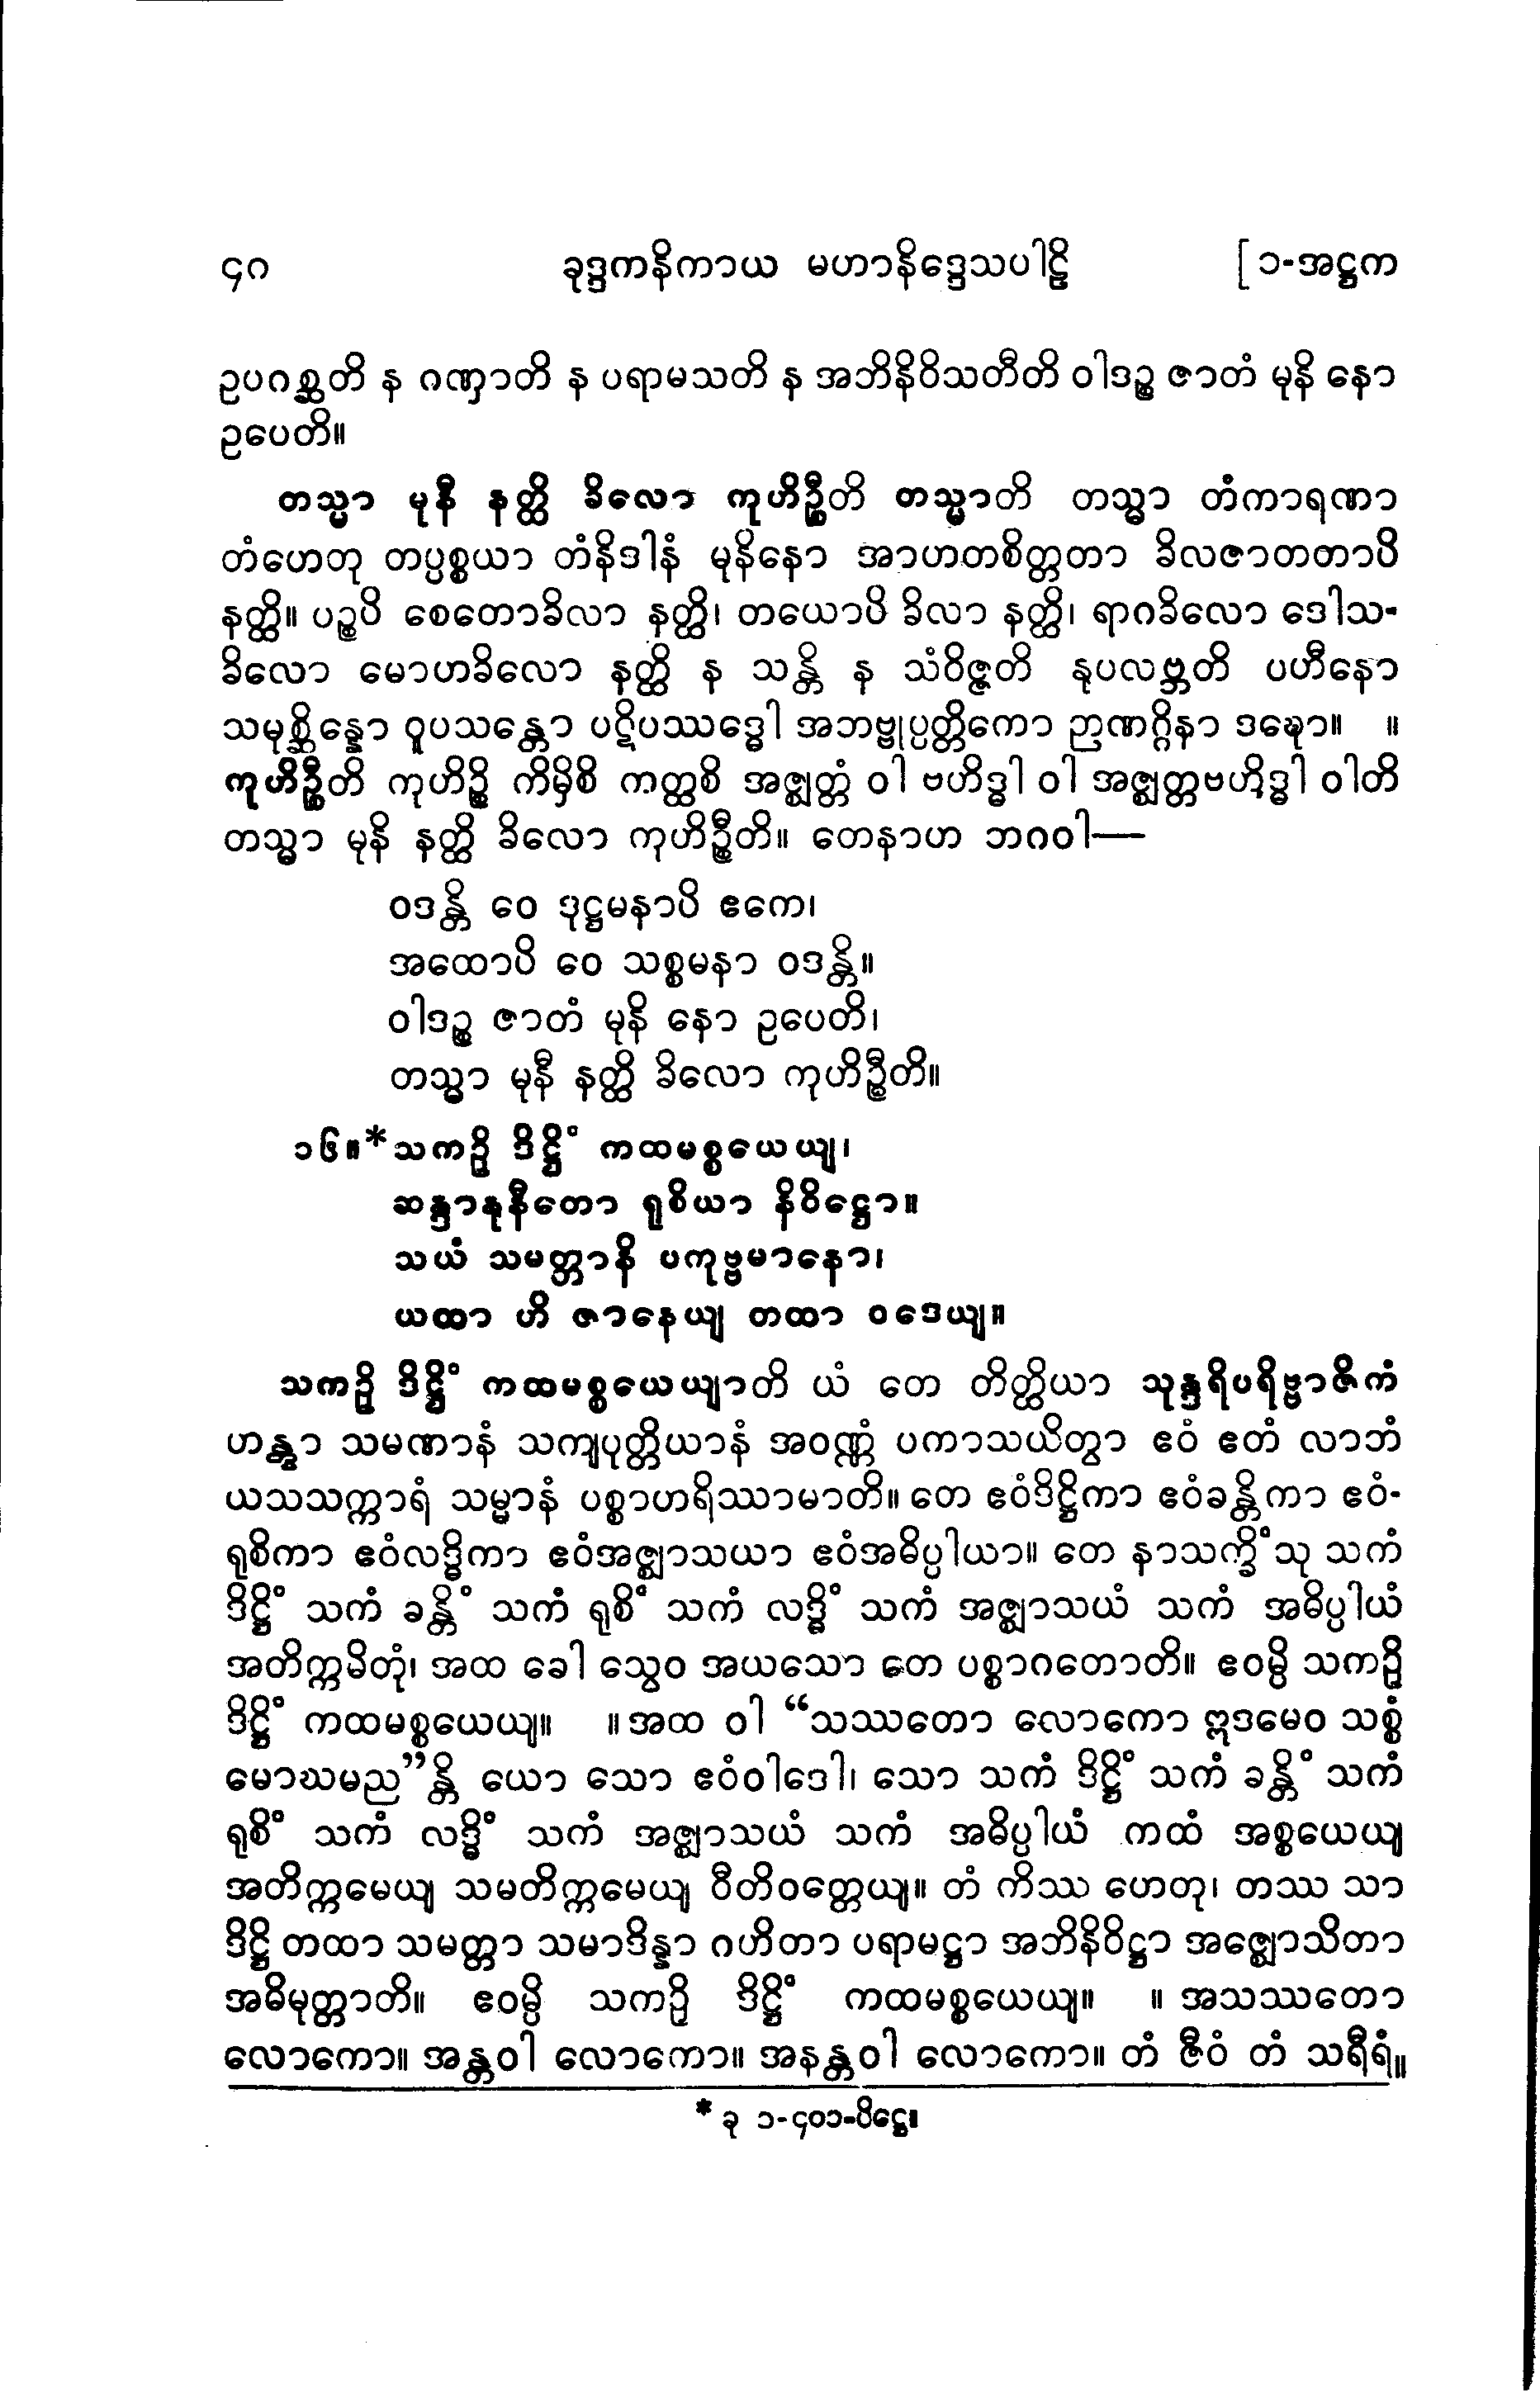 ၄ဂ ခုဒ္ဒကနိကာယ မဟာနိဒ္ဒေသပါဠိ [ ၁-အဋ္ဌက
ဥပဂစ္ဆတိ န ဂဏှာတိ န ပရာမသတိ န အဘိနိဝိသတီတိ ဝါဒဉ္စ ဇာတံ မုနိ နော
ဥပေတိ။
တသ္မာ မုနီ နတ္ထိ ခိလော ကုဟိဉ္စီတိ တသ္မာတိ တသ္မာ တံကာရဏာ
တံဟေတု တပ္ပစ္စယာ တံနိဒါနံ မုနိနော အာဟတစိတ္တတာ ခိလဇာတတာပိ
နတ္ထိ။ ပဉ္စပိ စေတောခိလာ နတ္ထိ၊ တယောပိ ခိလာ နတ္ထိ၊ ရာဂခိလော ဒေါသ-
ခိလော မောဟခိလော နတ္ထိ န သန္တိ န သံဝိဇ္ဇတိ နုပလဗ္ဘတိ ပဟီနော
သမုစ္ဆိန္နော ဝူပသန္တော ပဋိပဿဒ္ဓေါ အဘဗ္ဗုပ္ပတ္တိကော ဉာဏဂ္ဂိနာ ဒဍ္ဎော။ ။
ကုဟိဉ္စီတိ ကုဟိဉ္စိ ကိမှိစိ ကတ္ထစိ အဇ္ဈတ္တံ ဝါ ဗဟိဒ္ဓါ ဝါ အဇ္ဈတ္တဗဟိဒ္ဓါ ဝါတိ
တသ္မာ မုနိ နတ္ထိ ခိလော ကုဟိဉ္စီတိ။ တေနာဟ ဘဂဝါ—
ဝဒန္တိ ဝေ ဒုဋ္ဌမနာပိ ဧကေ၊
အထောပိ ဝေ သစ္စမနာ ဝဒန္တိ။
ဝါဒဉ္စ ဇာတံ မုနိ နော ဥပေတိ၊
တသ္မာ မုနီ နတ္ထိ ခိလော ကုဟိဉ္စီတိ။
၁၆။*သကဉှိ ဒိဋ္ဌိံ ကထမစ္စယေယျ၊
ဆန္ဒာနုနီတော ရုစိယာ နိဝိဋ္ဌော။
သယံ သမတ္တာနိ ပကုဗ္ဗမာနော၊
ယထာ ဟိ ဇာနေယျ တထာ ဝဒေယျ။
သကဉှိ ဒိဋ္ဌိံ ကထမစ္စယေယျာတိ ယံ တေ တိတ္ထိယာ သုန္ဒရိပရိဗ္ဗာဇိကံ
ဟန္တွာ သမဏာနံ သကျပုတ္တိယာနံ အဝဏ္ဏံ ပကာသယိတွာ ဧဝံ ဧတံ လာဘံ
ယသသက္ကာရံ သမ္မာနံ ပစ္စာဟရိဿာမာတိ။ တေ ဧဝံဒိဋ္ဌိကာ ဧဝံခန္တိကာ ဧဝံ-
ရုစိကာ ဧဝံလဒ္ဓိကာ ဧဝံအဇ္ဈာသယာ ဧဝံအဓိပ္ပါယာ။ တေ နာသက္ခိံသု သကံ
ဒိဋ္ဌိံ သကံ ခန္တိံ သကံ ရုစိံ သကံ လဒ္ဓိံ သကံ အဇ္ဈာသယံ သကံ အဓိပ္ပါယံ
အတိက္ကမိတုံ၊ အထ ခေါ သွေဝ အယသော တေ ပစ္စာဂတောတိ။ ဧဝမ္ပိ သကဉှိ
ဒိဋ္ဌိံ ကထမစ္စယေယျ။ ။အထ ဝါ “သဿတော လောကော ဣဒမေဝ သစ္စံ
မောဃမည”န္တိ ယော သော ဧဝံဝါဒေါ၊ သော သကံ ဒိဋ္ဌိံ သကံ ခန္တိံ သကံ
ရုစိံ သကံ လဒ္ဓိံ သကံ အဇ္ဈာသယံ သကံ အဓိပ္ပါယံ ကထံ အစ္စယေယျ
အတိက္ကမေယျ သမတိက္ကမေယျ ဝီတိဝတ္တေယျ။ တံ ကိဿ ဟေတု၊ တဿ သာ
ဒိဋ္ဌိ တထာ သမတ္တာ သမာဒိန္နာ ဂဟိတာ ပရာမဋ္ဌာ အဘိနိဝိဋ္ဌာ အဇ္ဈောသိတာ
အဓိမုတ္တာတိ။ ဧဝမ္ပိ သကဉှိ ဒိဋ္ဌိံ ကထမစ္စယေယျ။ ။ အသဿတော
လောကော။ အန္တဝါ လောကော။ အနန္တဝါ လောကော။ တံ ဇီဝံ တံ သရီရံ။
* ခု ၁-၄၀၁-ပိဋ္ဌေ။